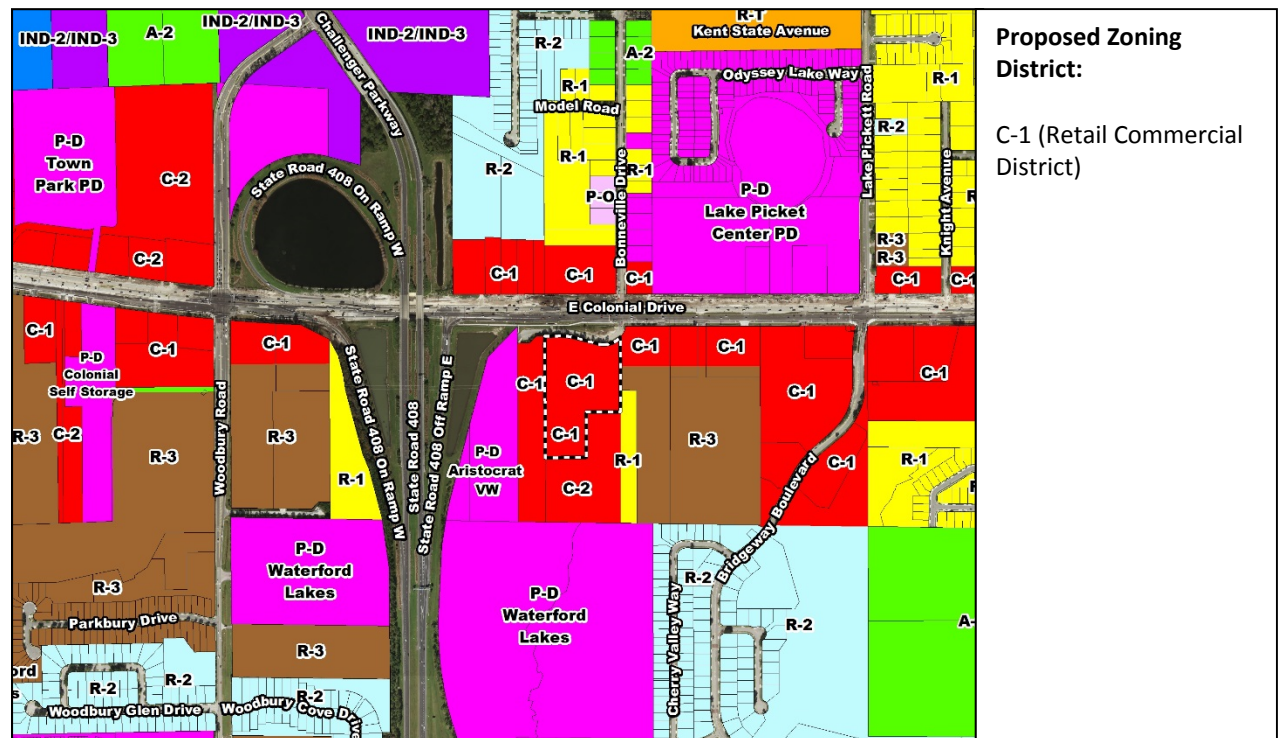 IND-2/IND-3
IND-2/IND-3
A-2
Challenger Parkway
IND-2/IND-3
R-2
A-2
R-T
Kent State Avenue
Odyssey Lake Way
Lake Pickett Road
R-1
R-1
Model Road
P-D
Town
Park PD
C-2
State Road 408 On Ramp W
R-2
R-1
R-1
P-O
Bonneville Drive
P-D
Lake Picket
Center PD
R-2
Knight Avenue
R-3
R-3
C-2
C-1
C-1
C-1
C-1
C-1
E Colonial Drive
C-1
C-1
P-D
Colonial
Self Storage
C-2
R-3
R-3
Woodbury Road
C-1
R-3
R-1
State Road 408 On Ramp W
State Road 408
State Road 408 Off Ramp E
P-D
Aristocrat
VW
C-1
C-1
C-1
C-2
C-1
C-1
R-1
R-3
C-1
C-1
C-1
R-1
Bridgeway Boulevard
P-D
Waterford
Lakes
P-D
Waterford
Lakes
R-2
Cherry Valley Way
R-2
R-3
Parkbury Drive
R-3
R-2
R-2
Woodbury Glen Drive
R-2
Woodbury Cove Drive
Proposed Zoning
District:
C-1 (Retail Commercial
District)